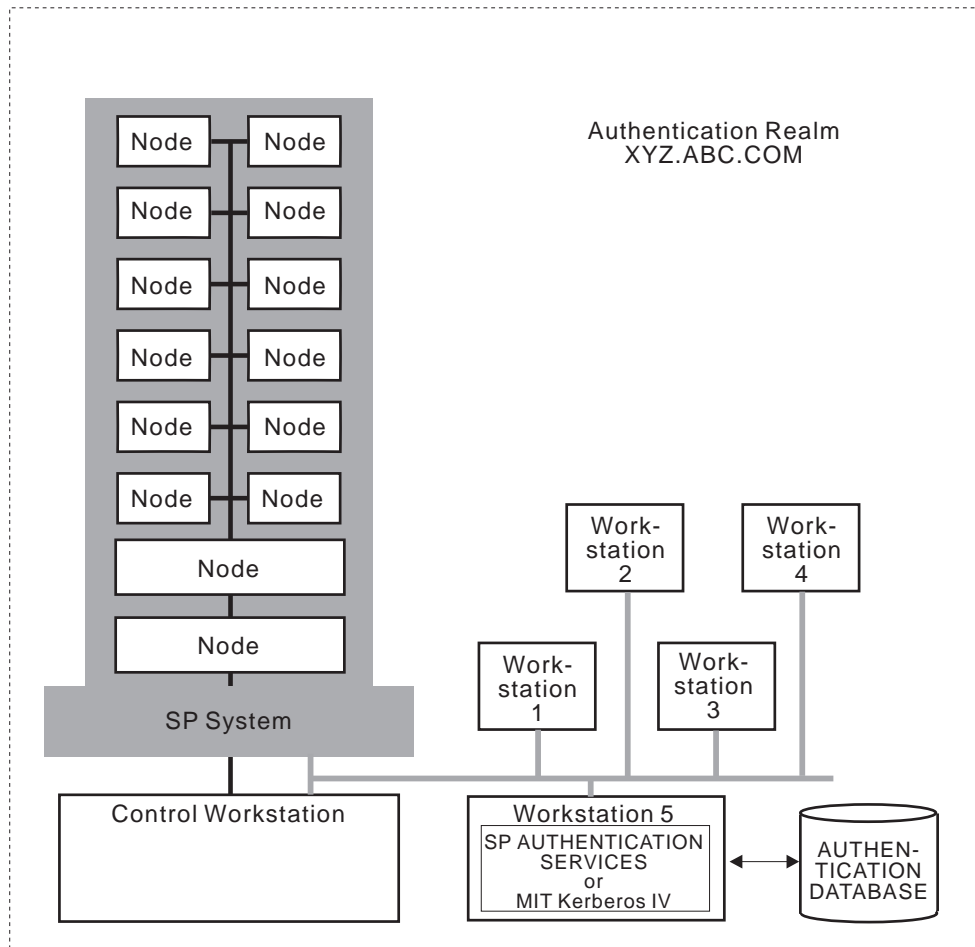 Authentication Realm
XYZ.ABC.COM
Node Node
Node Node
Node Node
Node Node
Node Node
Node Node
Node
Node
SP System
Work-
station
2
Work-
station
4
Work-
station
1
Work-
station
3
Control Workstation
Workstation 5
SP AUTHENTICATION
SERVICES
or
MIT Kerberos IV
AUTHEN-
TICATION
DATABASE